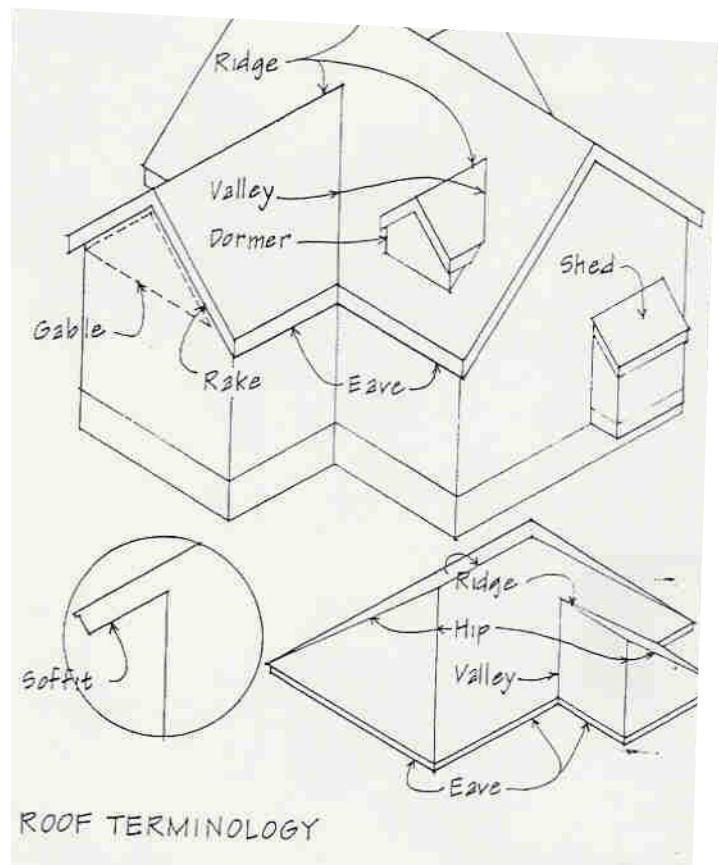 Ridge
Valley
Dormer
Shed
Gable
Rake
Eave
Ridge
Hip
Soffit
Valley
Eave
ROOF TERMINOLOGY